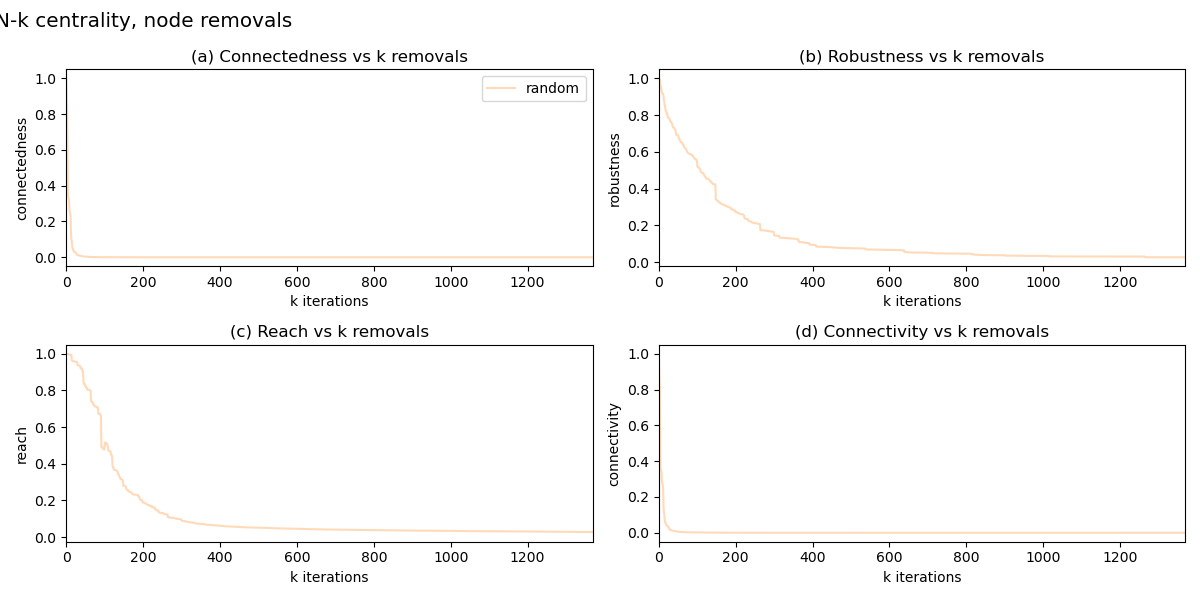 N-k centrality, node removals
(a) Connectedness vs k removals
connectedness
1.0
0.8
0.6
0.4
0.2
0.0
random
0 200 400 600 800 1000 1200
k iterations
(b) Robustness vs k removals
robustness
1.0
0.8
0.6
0.4
0.2
0.0
0 200 400 600 800 1000 1200
k iterations
(c) Reach vs k removals
reach
1.0
0.8
0.6
0.4
0.2
0.0
0 200 400 600 800 1000 1200
k iterations
(d) Connectivity vs k removals
connectivity
1.0
0.8
0.6
0.4
0.2
0.0
0 200 400 600 800 1000 1200
k iterations